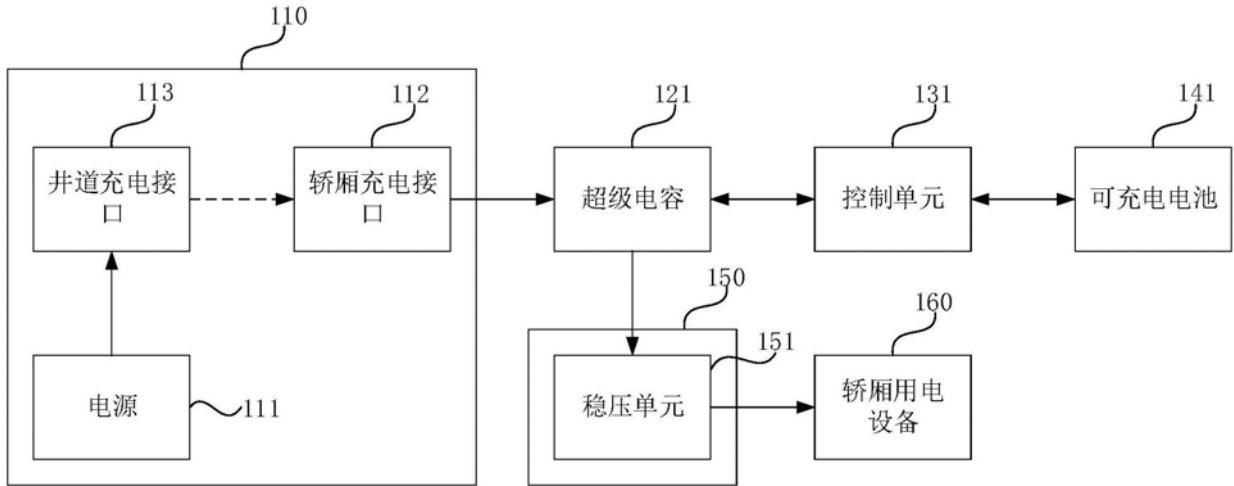 110
113
112
121
131
141
井道充电接
口
轿厢充电接
口
超级电容
控制单元
可充电电池
150
160
151
电源
111
稳压单元
轿厢用电
设备